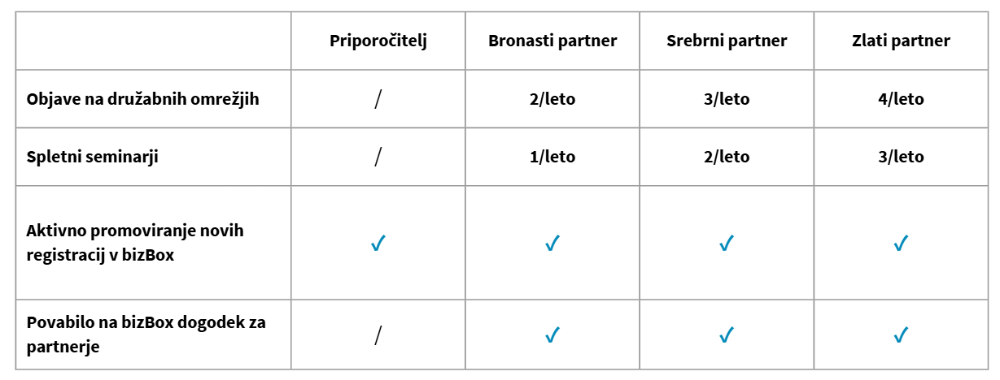 Priporočitelj Bronasti partner Srebrni partner Zlati partner
Objave na družabnih omrežjih / 2/leto 3/leto 4/leto
Spletni seminarji / 1/leto 2/leto 3/leto
Aktivno promoviranje novih
registracij v bizBox ✓ ✓ ✓ ✓
Povabilo na bizBox dogodek za
partnerje / ✓ ✓ ✓